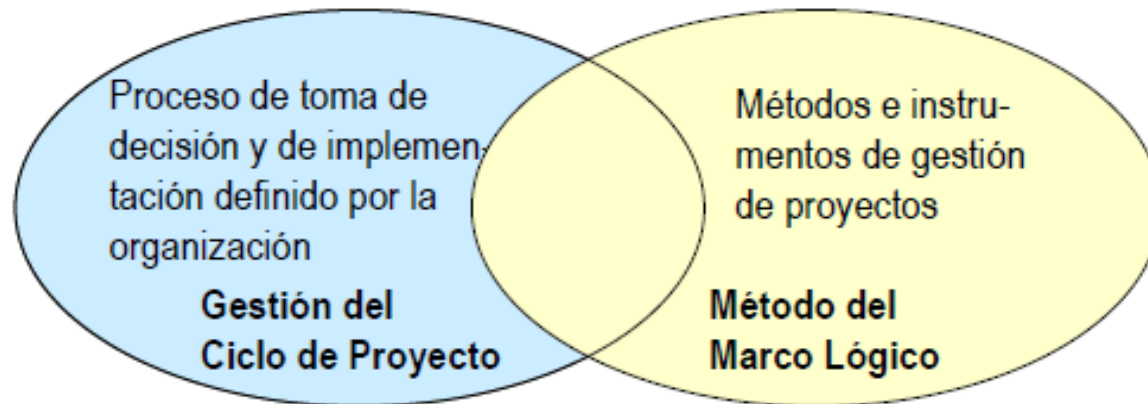 Proceso de toma de
decisión y de implemen-
tación definido por la
organización
Gestión del
Ciclo de Proyecto
Métodos e instru-
mentos de gestión
de proyectos
Método del
Marco Lógico